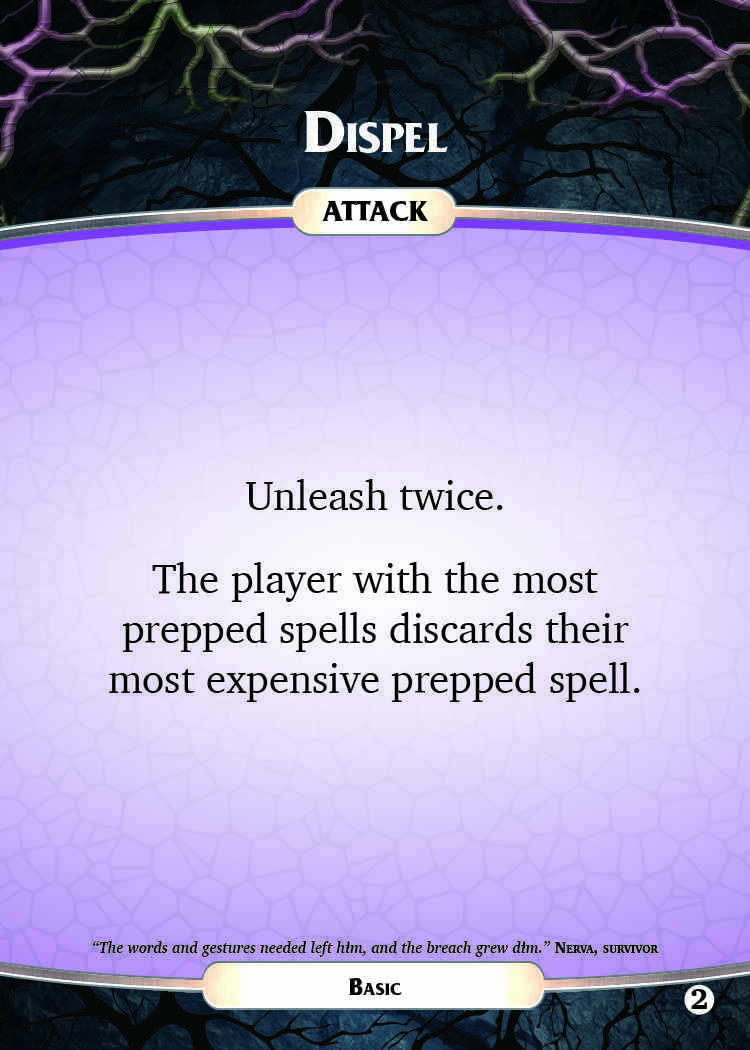 Dispel
ATTACK
Unleash twice.
The player with the most
prepped spells discards their
most expensive prepped spell.
“The words and gestures needed left him, and the breach grew dim.” Nerva, survivor
Basic
2